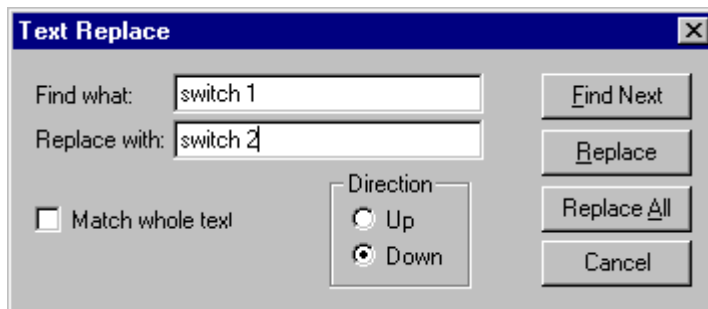 Text Replace
Find what: switch 1
Find Next
Replace with: switch 2
Replace
Direction
Match whole text
Up
Replace All
Down
Cancel